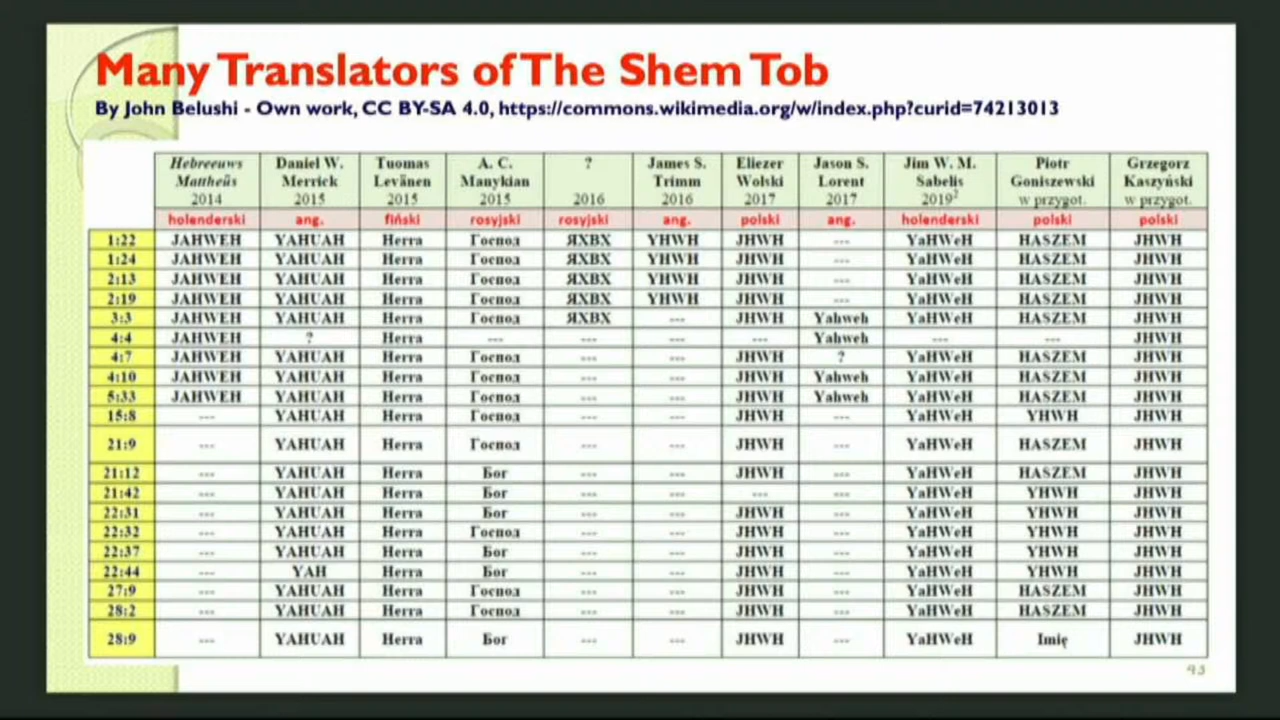 Many Translators of The Shem Tob
By John Belushi - Own work, CC BY-SA 4.0, https://commons.wikimedia.org/w/index.php?curid=74213013
Hebreeuws Mattheüs 2014 Daniel W. Merrick 2015 Tuomas Levänen 2015 A. C. Manykian 2015 ? 2016 James S. Trimm 2016 Eliezer Wolski 2017 Jason S. Lorent 2017 Jim W. M. Sabelis 2019² Piotr Goniszewski w przygot. Grzegorz Kaszyński w przygot.
holenderski ang. fiński rosyjski rosyjski ang. polski ang. holenderski polski polski
1:22 JAHWEH YAHUAH Herra Господ ЯХВХ YHWH JHWH --- YaHWeH HASZEM JHWH
1:24 JAHWEH YAHUAH Herra Господ ЯХВХ YHWH JHWH --- YaHWeH HASZEM JHWH
2:13 JAHWEH YAHUAH Herra Господ ЯХВХ YHWH JHWH --- YaHWeH HASZEM JHWH
2:19 JAHWEH YAHUAH Herra Господ ЯХВХ YHWH JHWH --- YaHWeH HASZEM JHWH
3:3 JAHWEH YAHUAH Herra Господ ЯХВХ --- JHWH Yahweh YaHWeH HASZEM JHWH
4:4 JAHWEH ? Herra --- --- --- --- Yahweh --- --- JHWH
4:7 JAHWEH YAHUAH Herra Господ --- --- JHWH ? YaHWeH HASZEM JHWH
4:10 JAHWEH YAHUAH Herra Господ --- --- JHWH Yahweh YaHWeH HASZEM JHWH
5:33 JAHWEH YAHUAH Herra Господ --- --- JHWH Yahweh YaHWeH HASZEM JHWH
15:8 --- YAHUAH Herra Господ --- --- JHWH --- YaHWeH YHWH JHWH
21:9 --- YAHUAH Herra Господ --- --- JHWH --- YaHWeH HASZEM JHWH
21:12 --- YAHUAH Herra Бог --- --- JHWH --- YaHWeH HASZEM JHWH
21:42 --- YAHUAH Herra Бог --- --- --- --- YaHWeH YHWH JHWH
22:31 --- YAHUAH Herra Бог --- --- JHWH --- YaHWeH YHWH JHWH
22:32 --- YAHUAH Herra Господ --- --- JHWH --- YaHWeH YHWH JHWH
22:37 --- YAHUAH Herra Бог --- --- JHWH --- YaHWeH YHWH JHWH
22:44 --- YAH Herra Бог --- --- JHWH --- YaHWeH YHWH JHWH
27:9 --- YAHUAH Herra Господ --- --- JHWH --- YaHWeH HASZEM JHWH
28:2 --- YAHUAH Herra Господ --- --- JHWH --- YaHWeH HASZEM JHWH
28:9 --- YAHUAH Herra Бог --- --- JHWH --- YaHWeH Imię JHWH